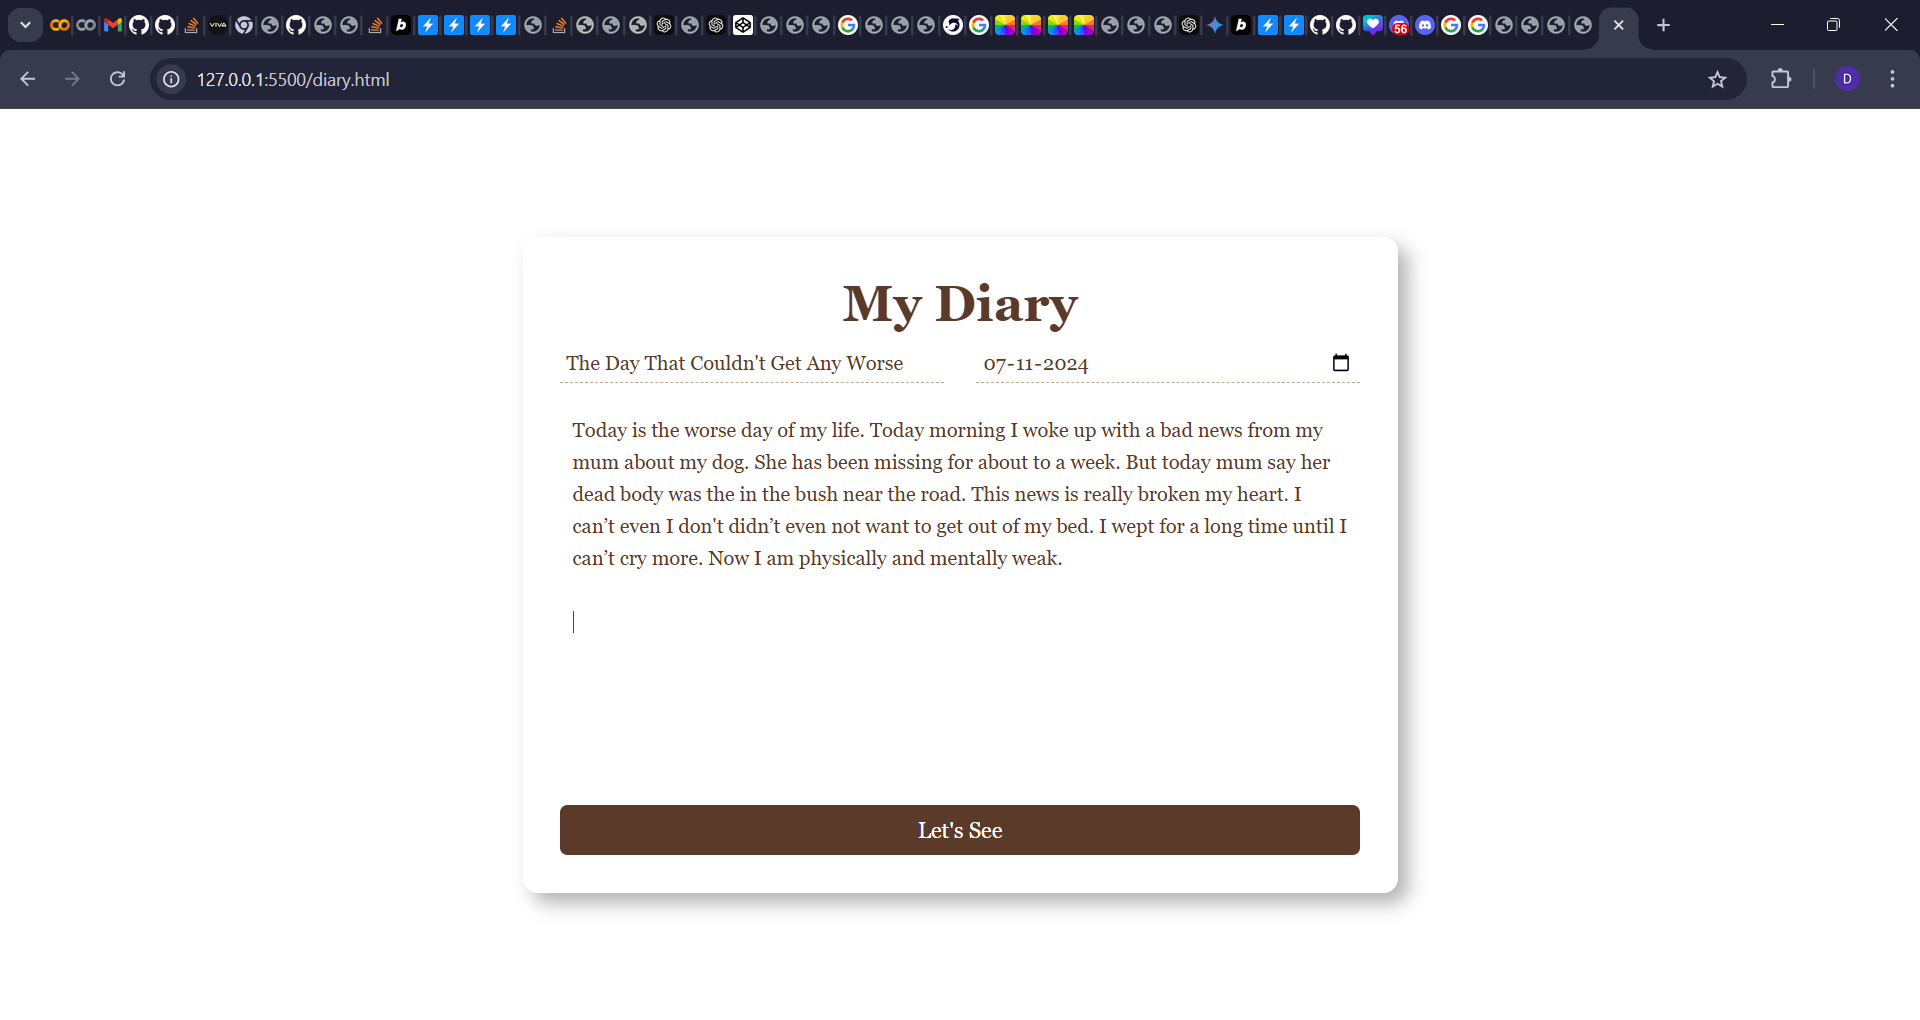 VIVA
56
127.0.0.1:5500/diary.html
D
My Diary
The Day That Couldn't Get Any Worse
07-11-2024
Today is the worse day of my life. Today morning I woke up with a bad news from my
mum about my dog. She has been missing for about to a week. But today mum say her
dead body was the in the bush near the road. This news is really broken my heart. I
can’t even I don't didn’t even not want to get out of my bed. I wept for a long time until I
can’t cry more. Now I am physically and mentally weak.
Let's See